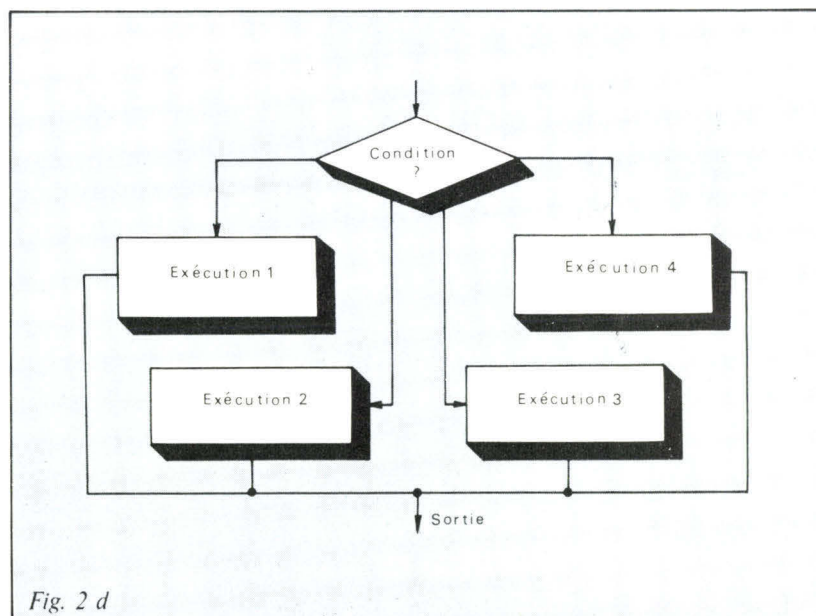 Condition
?
Exécution 1
Exécution 4
Exécution 2
Exécution 3
Sortie
Fig. 2 d